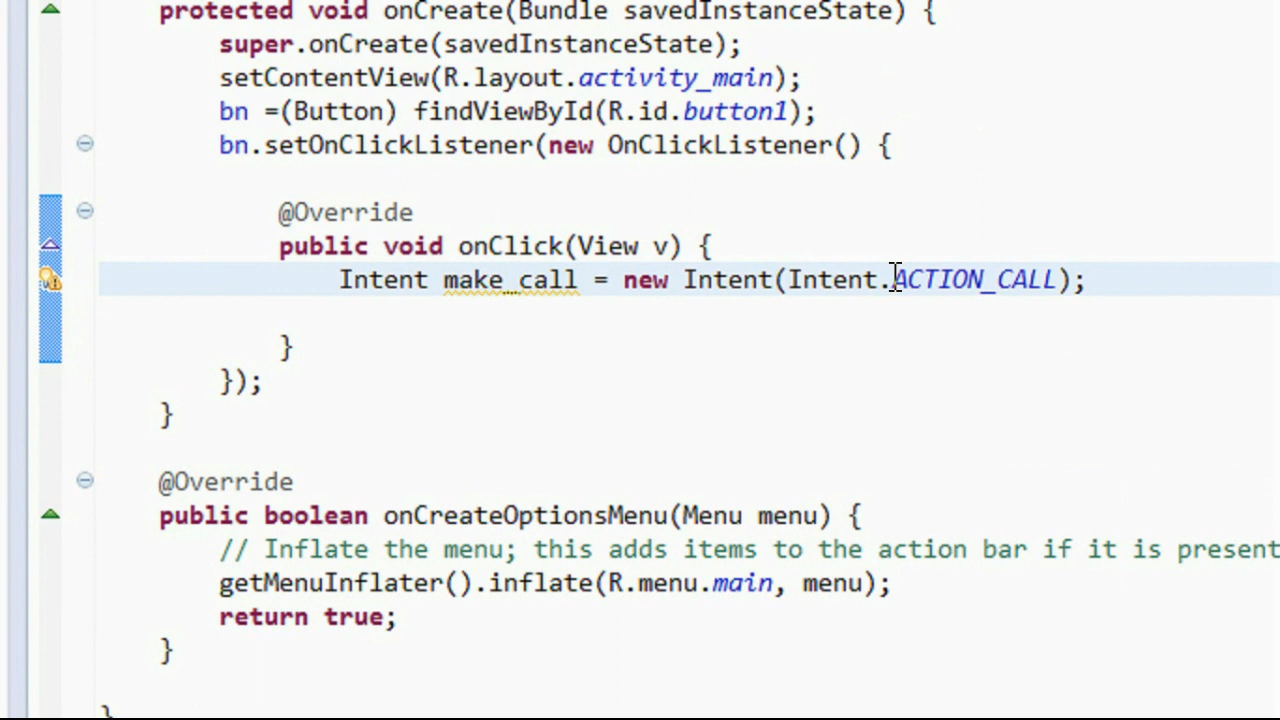 protected void onCreate(Bundle savedInstanceState) {
super.onCreate(savedInstanceState);
setContentView(R.layout.activity_main);
bn =(Button) findViewById(R.id.button1);
bn.setOnClickListener(new OnClickListener() {
@Override
public void onClick(View v) {
Intent make_call = new Intent(Intent.ACTION_CALL);
}
});
}
@Override
public boolean onCreateOptionsMenu(Menu menu) {
// Inflate the menu; this adds items to the action bar if it is present
getMenuInflater().inflate(R.menu.main, menu);
return true;
}
}